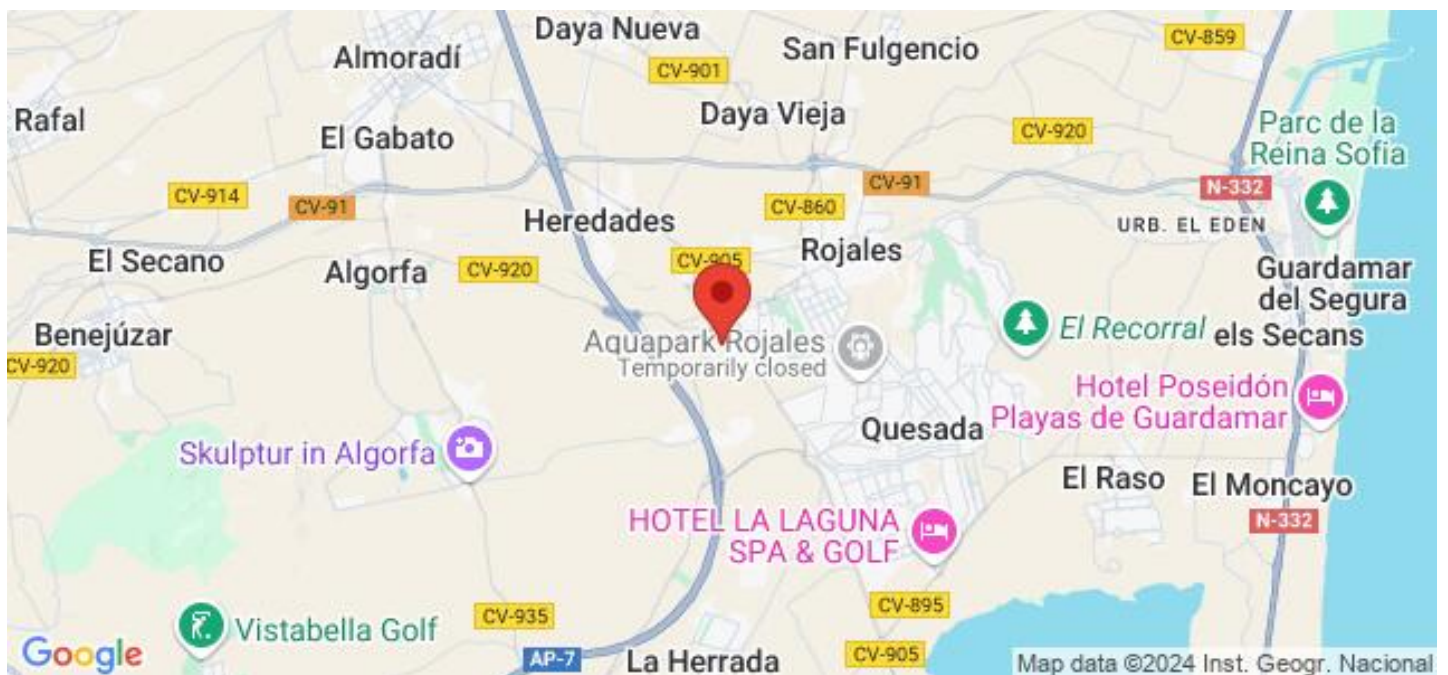 Daya Nueva
San Fulgencio
CV-859
Almoradí
CV-901
Rafal
Daya Vieja
CV-920
Parc de la
Reina Sofía
El Gabato
CV-914
CV-91
CV-91
N-332
CV-860
Heredades
URB. EL EDEN
Rojales
El Secano
Algorfa
CV-920
CV-905
Guardamar
del Segura
Benejúzar
El Recorral
els Secans
Aquapark Rojales
Temporarily closed
CV-920
Hotel Poseidón
Playas de Guardamar
Quesada
Skulptur in Algorfa
El Raso
El Moncayo
HOTEL LA LAGUNA
SPA & GOLF
N-332
CV-935
CV-895
Vistabella Golf
Google
AP-7
La Herrada
CV-905
Map data ©2024 Inst. Geogr. Nacional